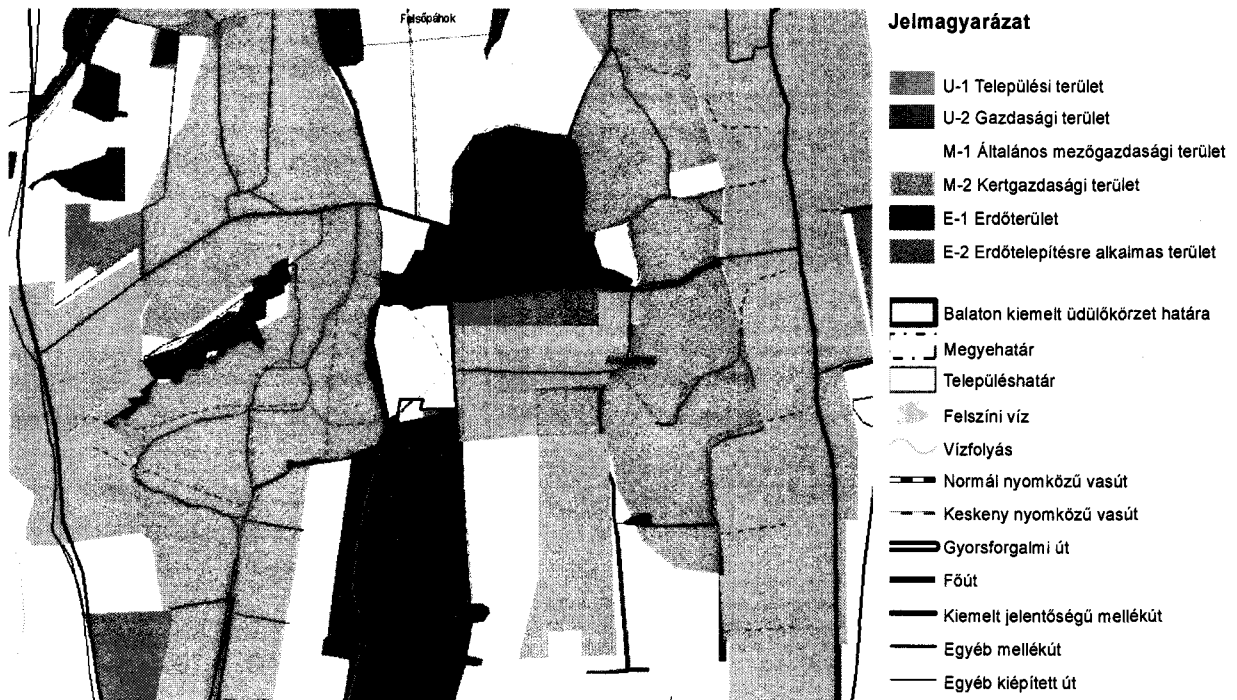 Felsőpáhok
Jelmagyarázat
U-1 Települési terület
U-2 Gazdasági terület
M-1 Általános mezőgazdasági terület
M-2 Kertgazdasági terület
E-1 Erdőterület
E-2 Erdőtelepítésre alkalmas terület
Balaton kiemelt üdülőkörzet határa
Megyehatár
Településhatár
Felszíni víz
Vízfolyás
Normál nyomközű vasút
Keskeny nyomközű vasút
Gyorsforgalmi út
Főút
Kiemelt jelentőségű mellékút
Egyéb mellékút
Egyéb kiépített út